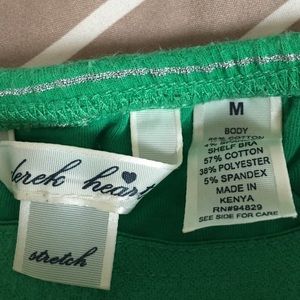 derek heart
stretch
M
BODY
COTTON
SHELF BRA
57% COTTON
38% POLYESTER
5% SPANDEX
MADE IN
KENYA
RN#94829
SEE SIDE FOR CARE